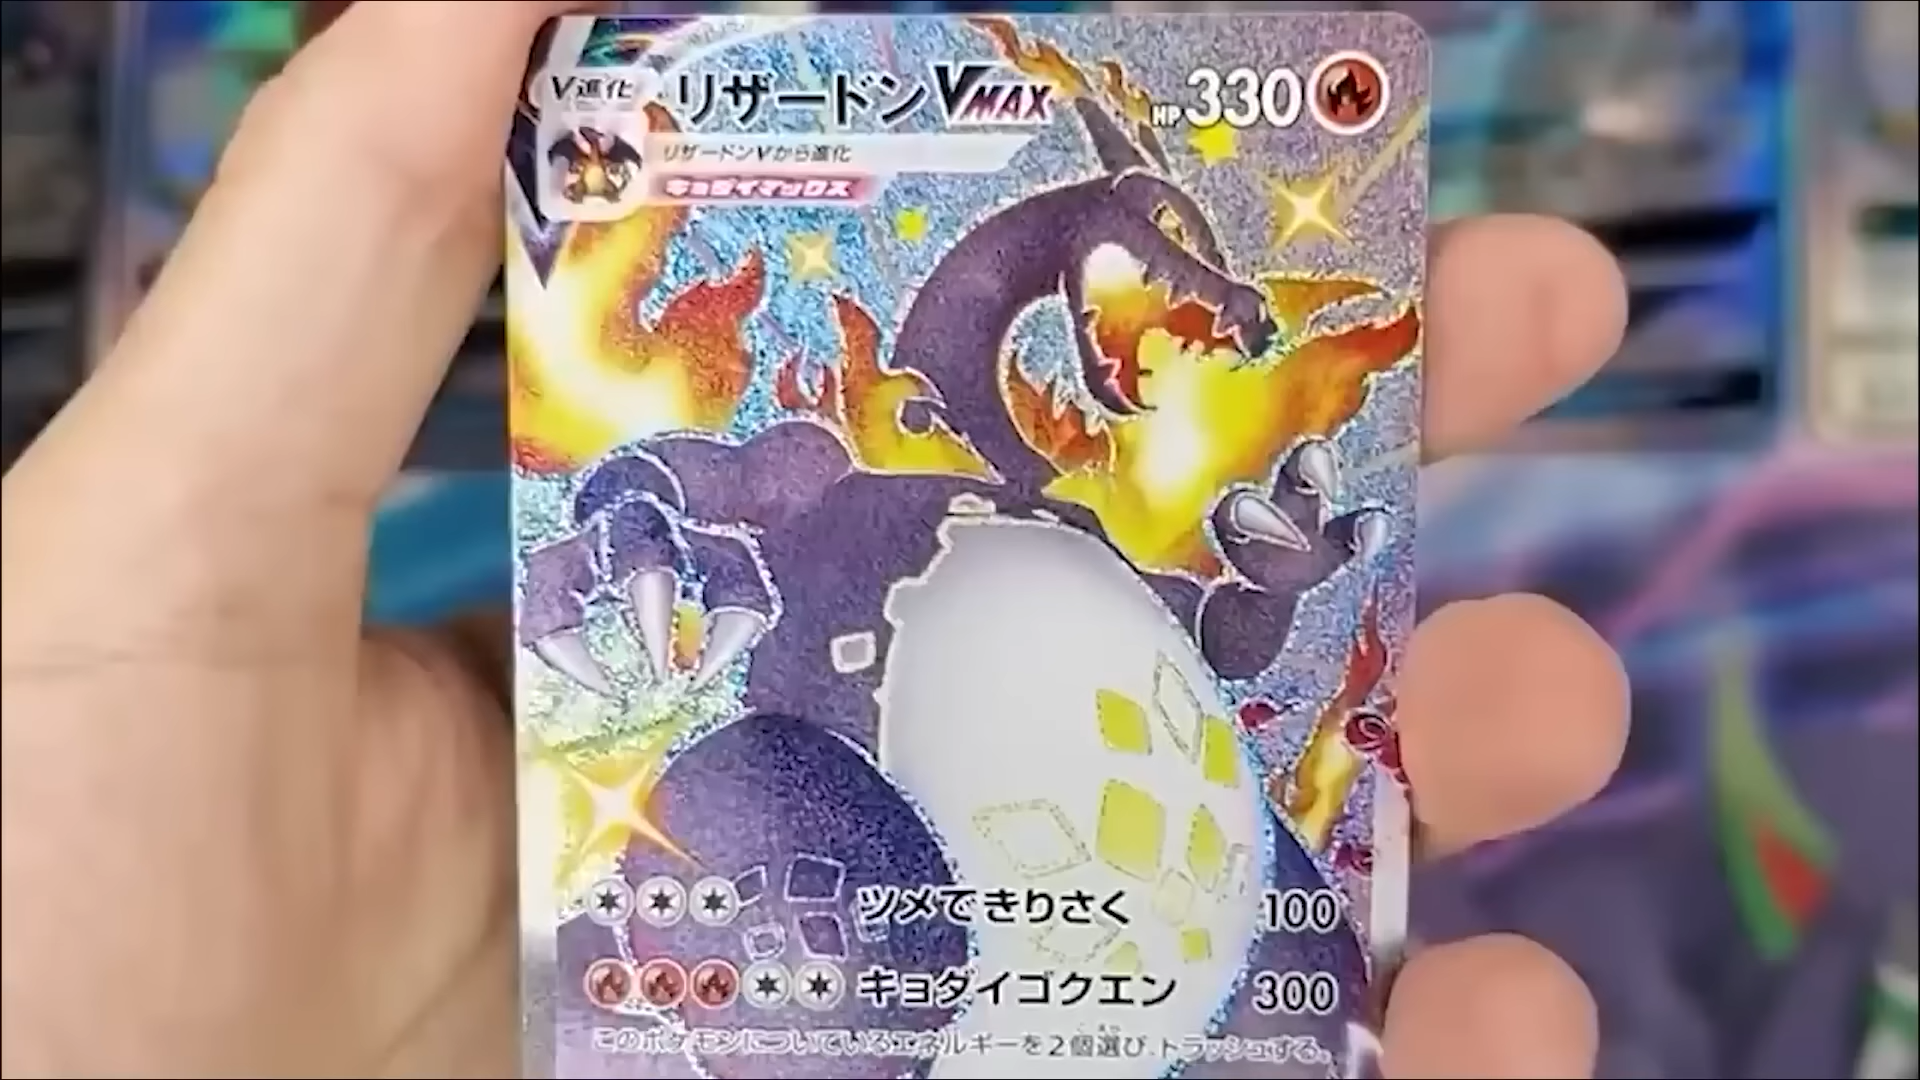 V進化 リザードンVMAX HP330
リザードンVから進化
キョダイマックス
ツメできりさく 100
キョダイゴクエン 300
このポケモンについているエネルギーを2個選び、トラッシュする。